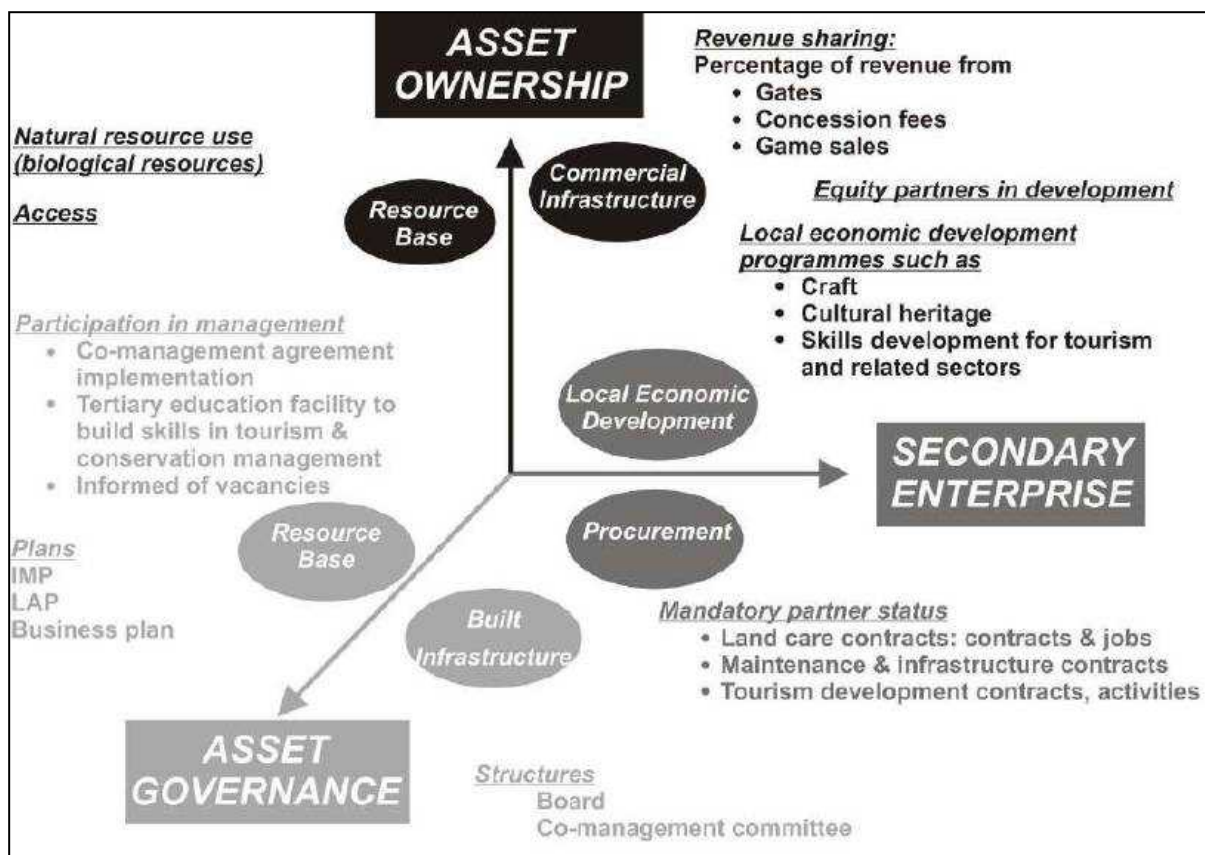 ASSET
OWNERSHIP
Revenue sharing:
Percentage of revenue from
• Gates
• Concession fees
• Game sales
Natural resource use
(biological resources)
Access
Resource
Base
Commercial
Infrastructure
Equity partners in development
Local economic development
programmes such as
• Craft
• Cultural heritage
• Skills development for tourism
and related sectors
Participation in management
• Co-management agreement
implementation
• Tertiary education facility to
build skills in tourism &
conservation management
• Informed of vacancies
Local Economic
Development
SECONDARY
ENTERPRISE
Resource
Base
Procurement
Plans
IMP
LAP
Business plan
Built
Infrastructure
Mandatory partner status
• Land care contracts: contracts & jobs
• Maintenance & infrastructure contracts
• Tourism development contracts, activities
ASSET
GOVERNANCE
Structures
Board
Co-management committee